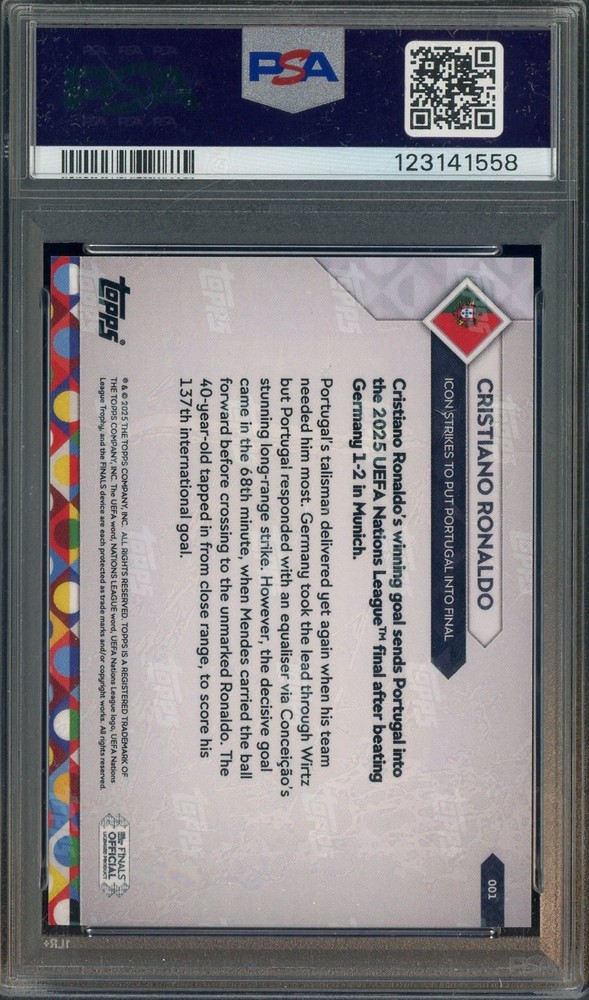 PSA
123141558
CRISTIANO RONALDO
ICON STRIKES TO PUT PORTUGAL INTO FINAL
Cristiano Ronaldo's winning goal sends Portugal into
the 2025 UEFA Nations League™ final after beating
Germany 1-2 in Munich.
Portugal's talisman delivered yet again when his team
needed him most. Germany took the lead through Wirtz
but Portugal responded with an equaliser via Conceição's
stunning long-range strike. However, the decisive goal
came in the 68th minute, when Mendes carried the ball
forward before crossing to the unmarked Ronaldo. The
40-year-old tapped in from close range, to score his
137th international goal.
001
topps®
® & © 2025 THE TOPPS COMPANY, INC. ALL RIGHTS RESERVED. TOPPS IS A REGISTERED TRADEMARK OF
THE TOPPS COMPANY, INC. The UEFA word, NATIONS LEAGUE word, UEFA Nations League logo, UEFA Nations
League Trophy, and the FINALS device are each protected as trade marks and/or copyright works. All rights reserved.
FINALS
OFFICIAL
LICENSED PRODUCT